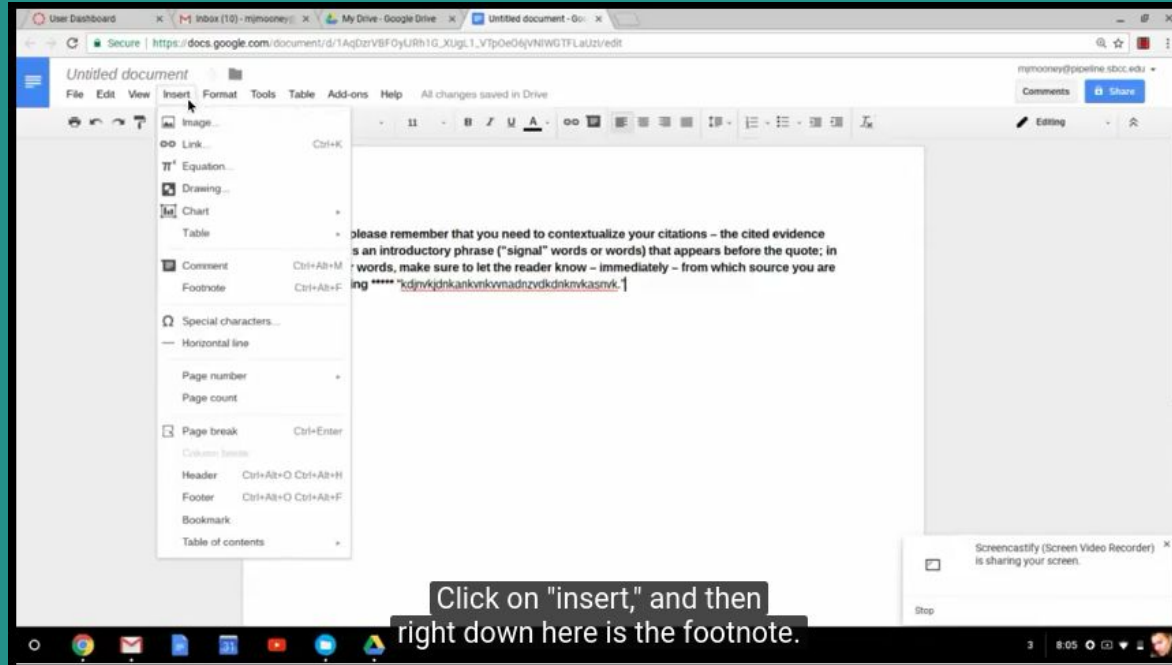 User Dashboard
Inbox (10) - mjmooney@
My Drive - Google Drive
Untitled document - Goo
Secure | https://docs.google.com/document/d/1AqDzrVBFOyURh1G_XUgL1_VTpOeO6jVNlWGTFLaUzI/edit
Untitled document
mjmooney@pipeline.sbcc.edu
File Edit View Insert Format Tools Table Add-ons Help All changes saved in Drive
Comments
Share
11
B I U A
Editing
Image...
Link... Ctrl+K
Equation...
Drawing...
Chart
Table
Comment Ctrl+Alt+M
Footnote Ctrl+Alt+F
Special characters...
Horizontal line
Page number
Page count
Page break Ctrl+Enter
Column break
Header Ctrl+Alt+O Ctrl+Alt+H
Footer Ctrl+Alt+O Ctrl+Alt+F
Bookmark
Table of contents
please remember that you need to contextualize your citations – the cited evidence
s an introductory phrase ("signal" words or words) that appears before the quote; in
words, make sure to let the reader know – immediately – from which source you are
ing ***** "kdjnvkjdnkankvnkvvnadnzvdkdnknvkasnvk."
Screencastify (Screen Video Recorder)
is sharing your screen.
Stop
Click on "insert," and then
right down here is the footnote.
31
3 8:05